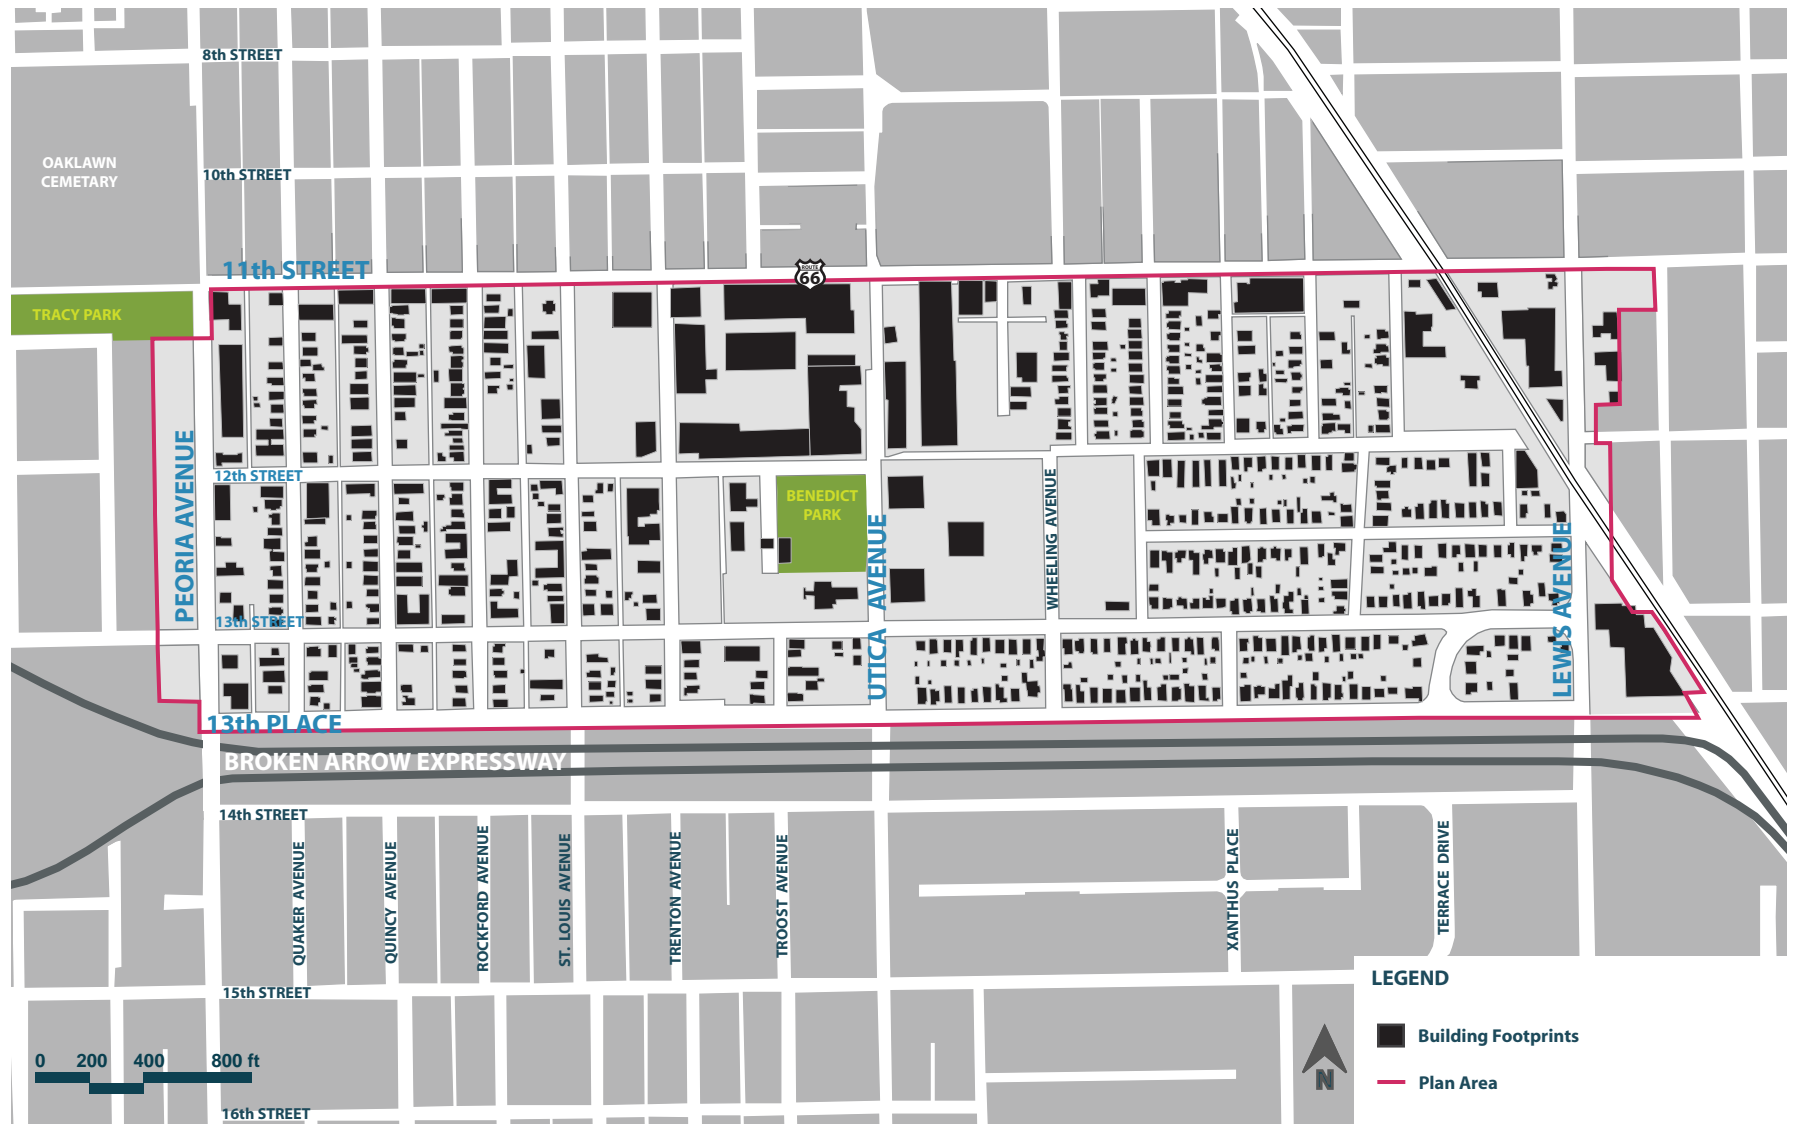 8th STREET
OAKLAWN
CEMETARY
10th STREET
11th STREET
ROUTE
66
TRACY PARK
PEORIA AVENUE
12th STREET
BENEDICT
PARK
UTICA AVENUE
WHEELING AVENUE
LEWIS AVENUE
13th STREET
13th PLACE
BROKEN ARROW EXPRESSWAY
14th STREET
QUAKER AVENUE
QUINCY AVENUE
ROCKFORD AVENUE
ST. LOUIS AVENUE
TRENTON AVENUE
TROOST AVENUE
XANTHUS PLACE
TERRACE DRIVE
15th STREET
LEGEND
Building Footprints
Plan Area
N
0 200 400 800 ft
16th STREET